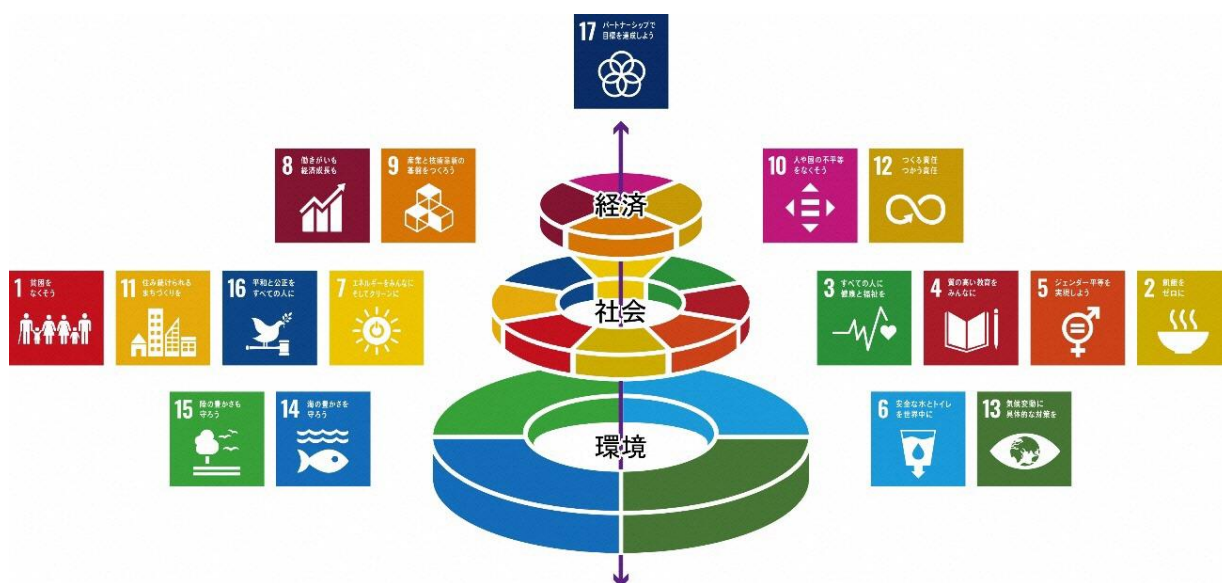 17 パートナーシップで
目標を達成しよう
8 働きがいも
経済成長も
9 産業と技術革新の
基盤をつくろう
10 人や国の不平等
をなくそう
12 つくる責任
つかう責任
経済
1 貧困を
なくそう
11 住み続けられる
まちづくりを
16 平和と公正を
すべての人に
7 エネルギーをみんなに
そしてクリーンに
社会
3 すべての人に
健康と福祉を
4 質の高い教育を
みんなに
5 ジェンダー平等を
実現しよう
2 飢餓を
ゼロに
15 陸の豊かさも
守ろう
14 海の豊かさを
守ろう
環境
6 安全な水とトイレ
を世界中に
13 気候変動に
具体的な対策を